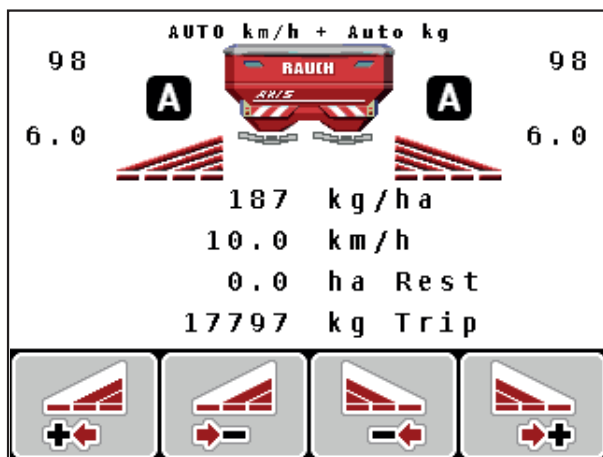 AUTO km/h + Auto kg
98 98
RAUCH
AXIS
A A
6.0 6.0
187 kg/ha
10.0 km/h
0.0 ha Rest
17797 kg Trip